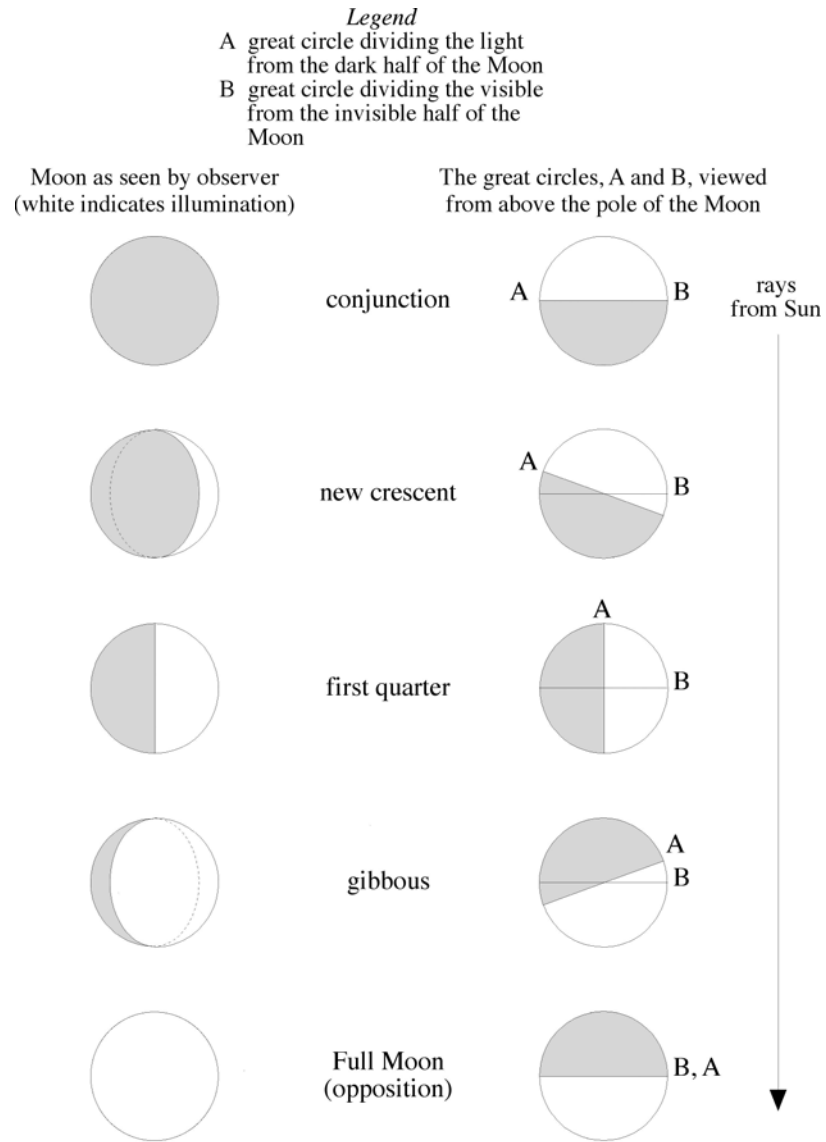 Legend
A great circle dividing the light
from the dark half of the Moon
B great circle dividing the visible
from the invisible half of the
Moon
Moon as seen by observer
(white indicates illumination)
The great circles, A and B, viewed
from above the pole of the Moon
conjunction
A
B
rays
from Sun
new crescent
A
B
first quarter
A
B
gibbous
A
B
Full Moon
(opposition)
B, A